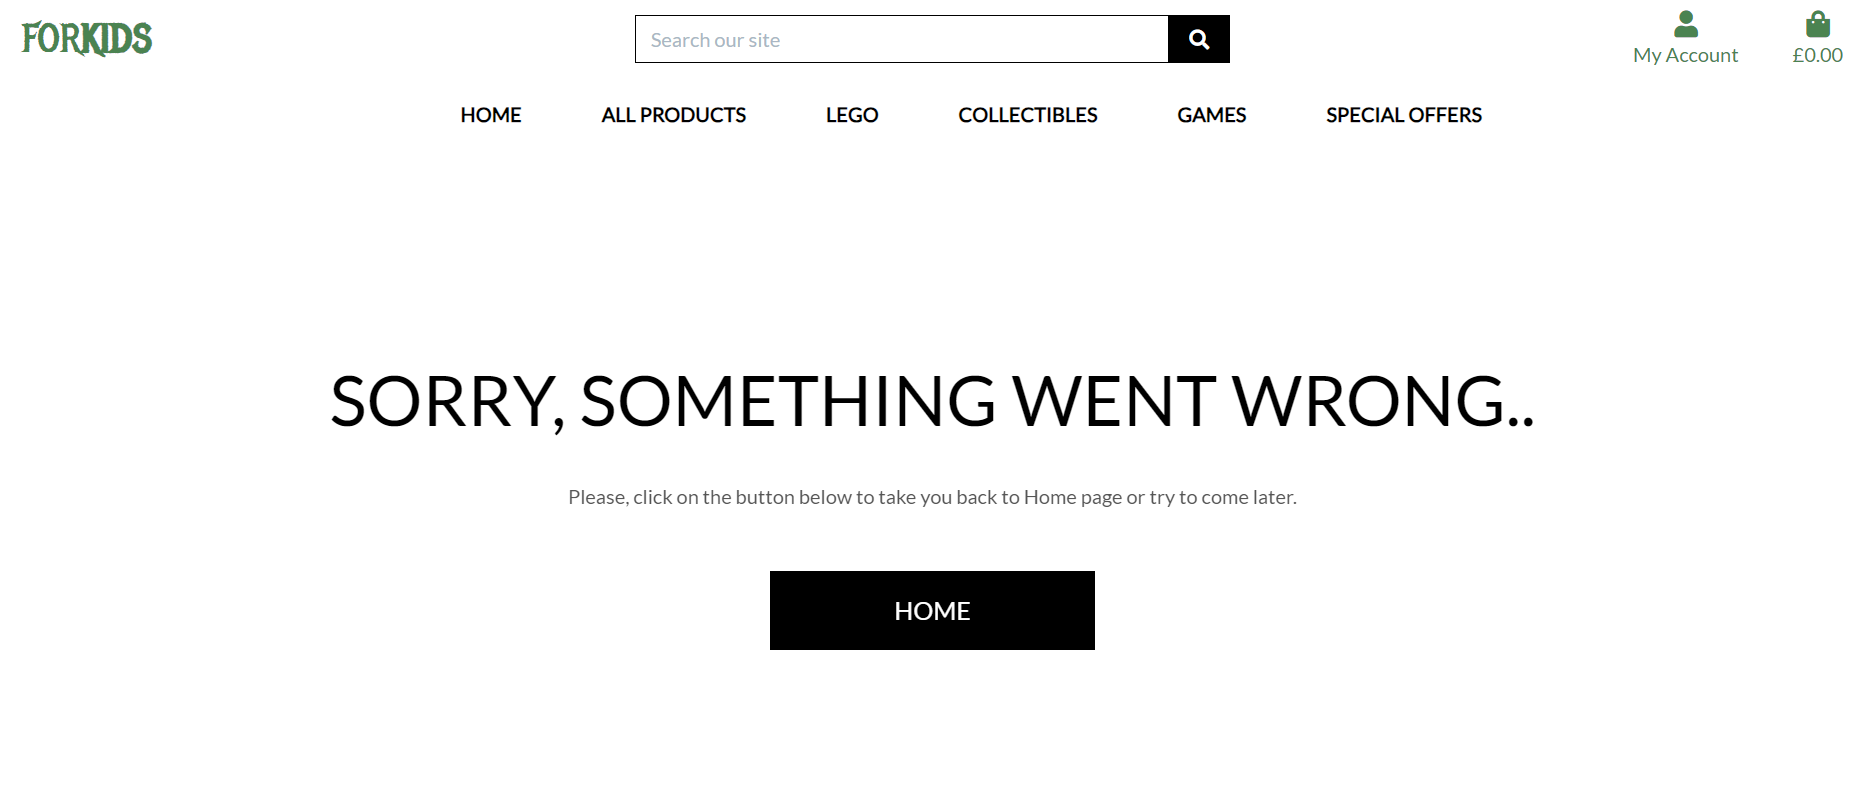 FORKIDS
Search our site
My Account
£0.00
HOME
ALL PRODUCTS
LEGO
COLLECTIBLES
GAMES
SPECIAL OFFERS
SORRY, SOMETHING WENT WRONG..
Please, click on the button below to take you back to Home page or try to come later.
HOME